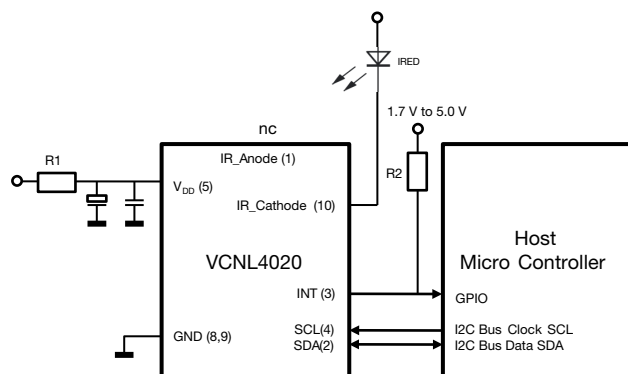 IRED
1.7 V to 5.0 V
nc
R1
IR_Anode (1)
R2
VDD (5)
IR_Cathode (10)
Host
Micro Controller
VCNL4020
INT (3)
GPIO
GND (8,9)
SCL(4)
I2C Bus Clock SCL
SDA(2)
I2C Bus Data SDA